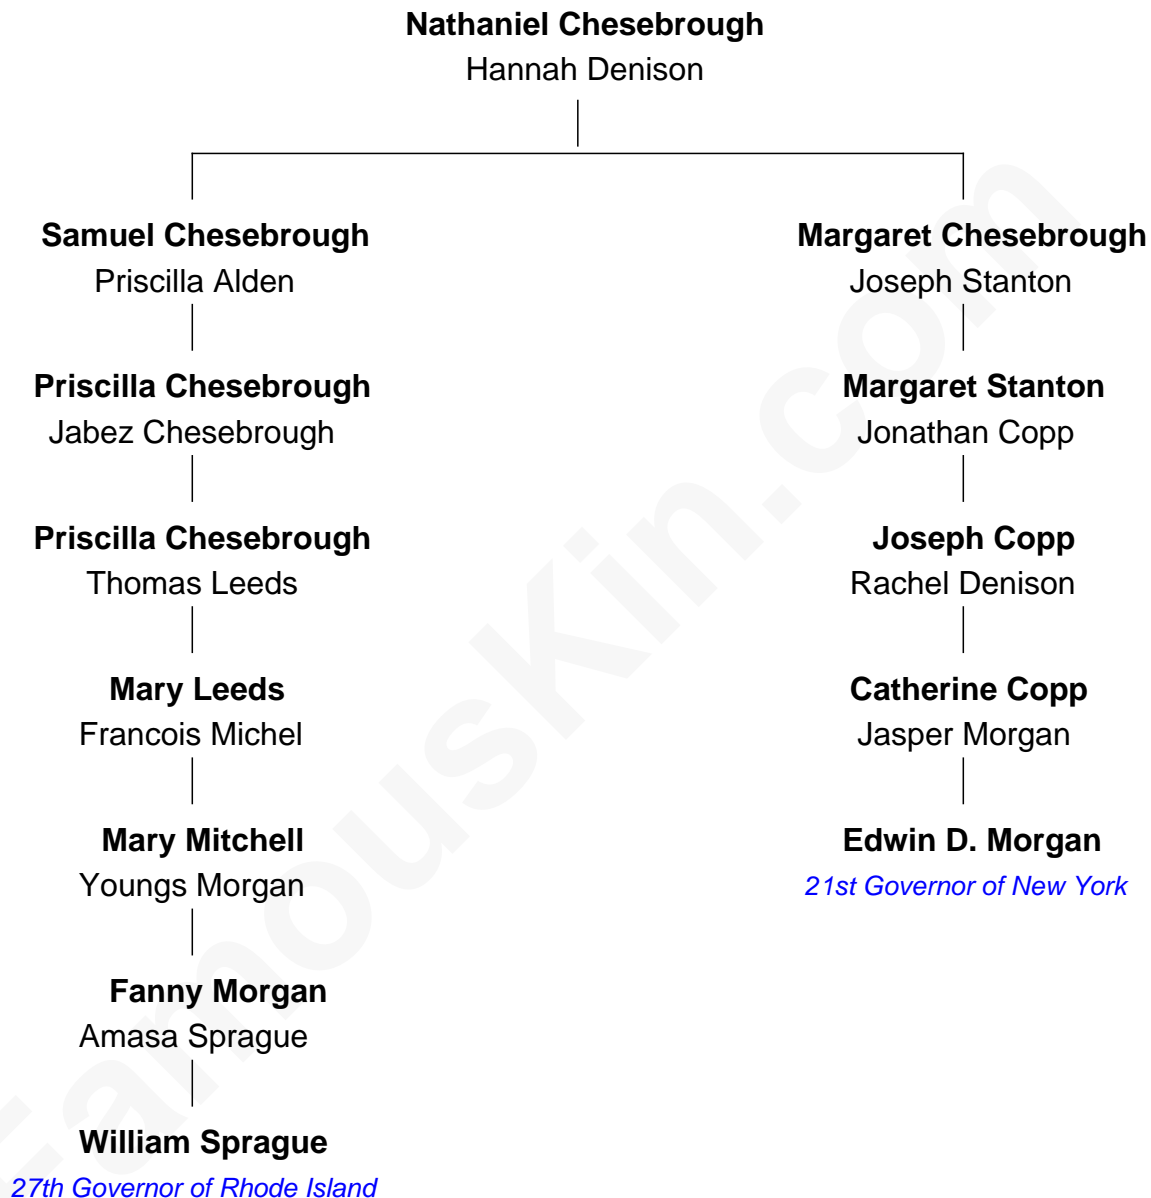 Nathaniel Chesebrough
Hannah Denison
Samuel Chesebrough
Priscilla Alden
Margaret Chesebrough
Joseph Stanton
Priscilla Chesebrough
Jabez Chesebrough
Margaret Stanton
Jonathan Copp
Priscilla Chesebrough
Thomas Leeds
Joseph Copp
Rachel Denison
Mary Leeds
Francois Michel
Catherine Copp
Jasper Morgan
Mary Mitchell
Youngs Morgan
Edwin D. Morgan
21st Governor of New York
Fanny Morgan
Amasa Sprague
William Sprague
27th Governor of Rhode Island
FamousKin.com